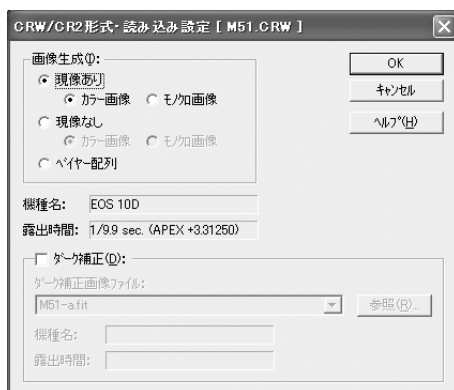 CRW/CR2形式・読み込み設定 [ M51.CRW ]
画像生成(I):
現像あり
カラー画像 モノクロ画像
現像なし
カラー画像 モノクロ画像
ベイヤー配列
OK
キャンセル
ヘルプ(H)
機種名: EOS 10D
露出時間: 1/9.9 sec. (APEX +3.31250)
ダーク補正(D):
ダーク補正画像ファイル:
M51-a.fit 参照(R)...
機種名:
露出時間: